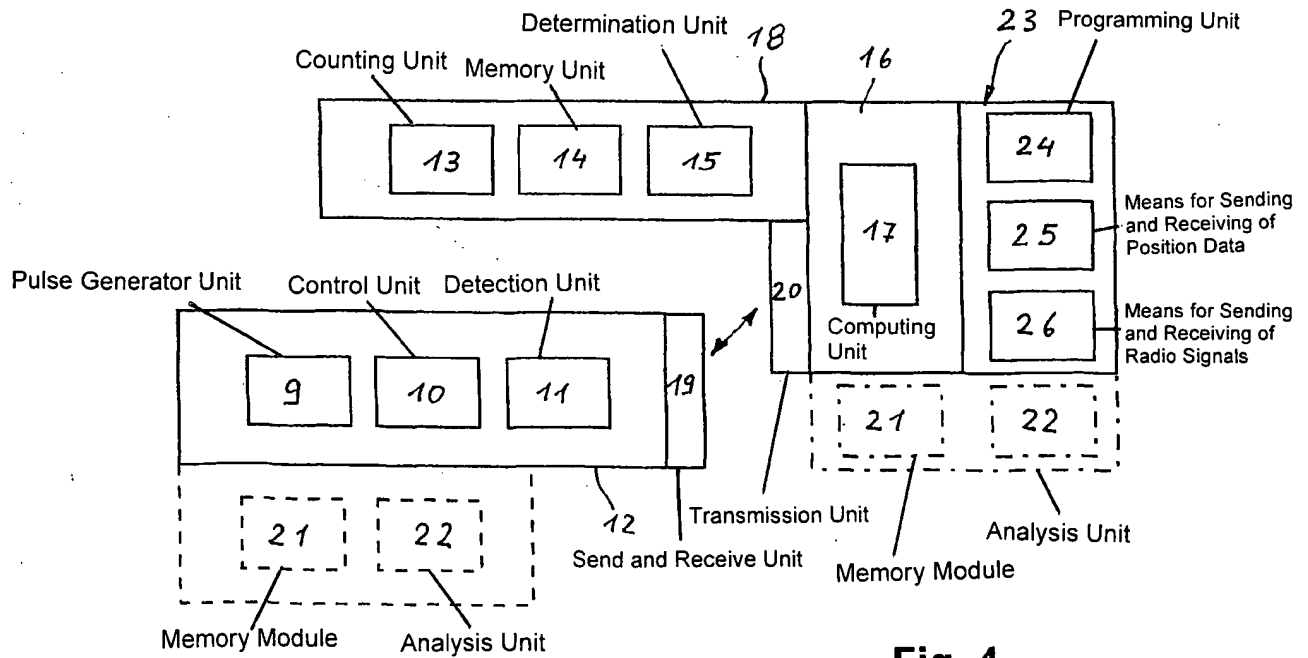 Determination Unit
18
23
Programming Unit
Counting Unit
Memory Unit
16
13
14
15
24
17
Means for Sending
and Receiving of
Position Data
25
Pulse Generator Unit
Control Unit
Detection Unit
20
Computing
Unit
Means for Sending
and Receiving of
Radio Signals
26
9
10
11
19
21
22
12
Transmission Unit
Analysis Unit
21
22
Send and Receive Unit
Memory Module
Memory Module
Analysis Unit